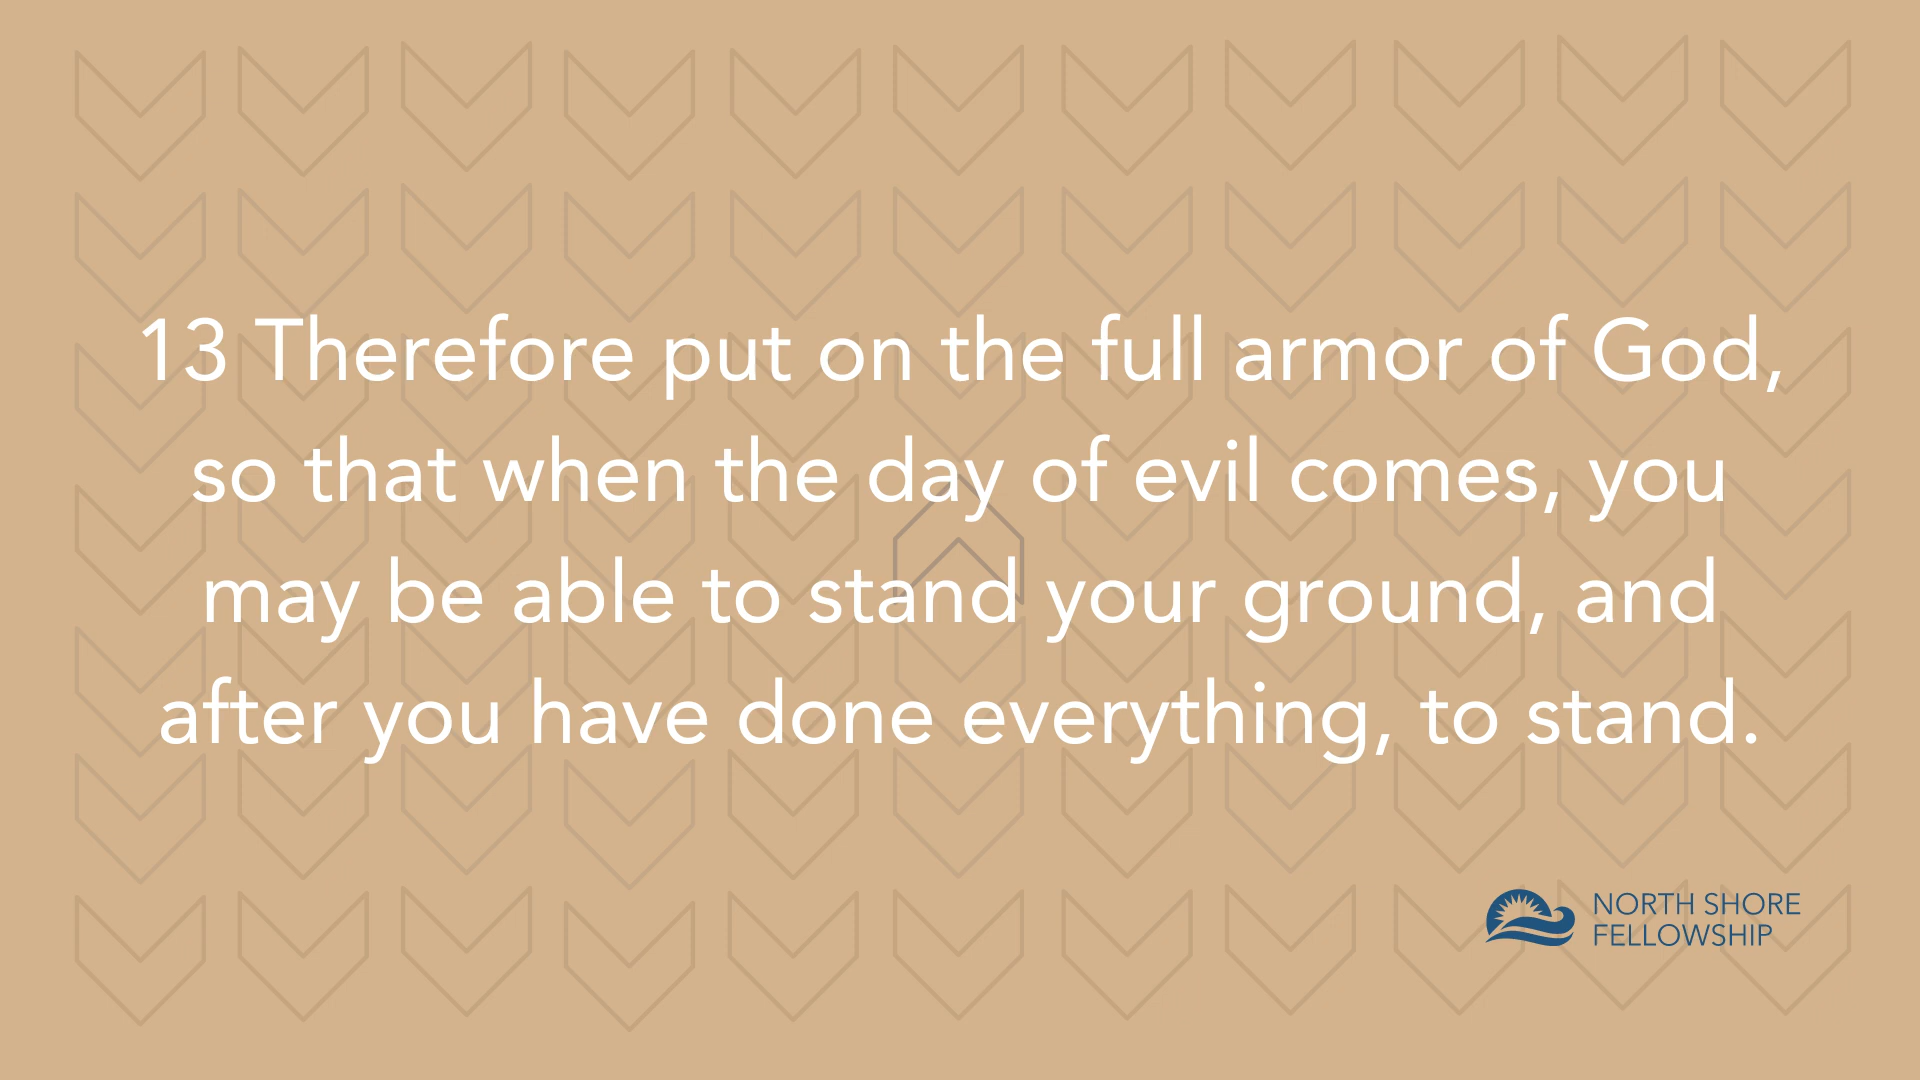 13 Therefore put on the full armor of God,
so that when the day of evil comes, you
may be able to stand your ground, and
after you have done everything, to stand.
NORTH SHORE
FELLOWSHIP